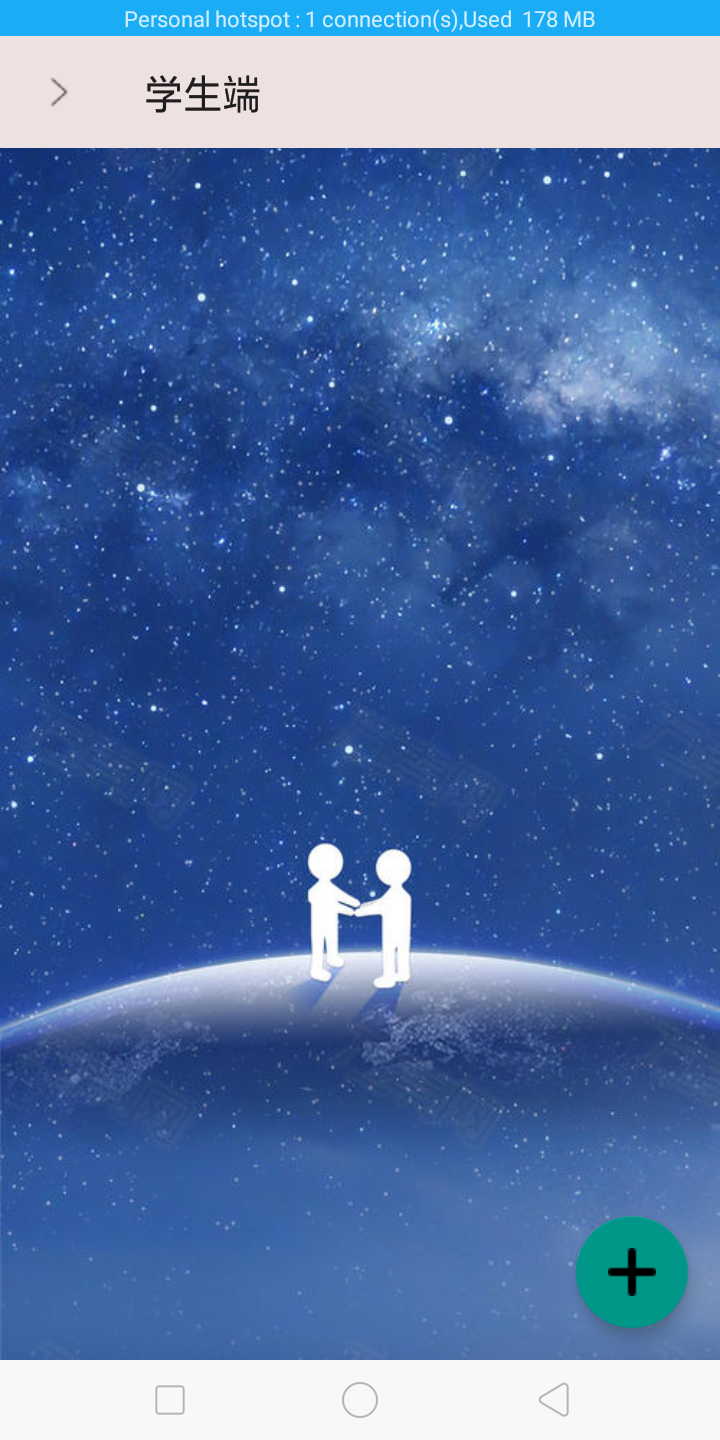 Personal hotspot : 1 connection(s),Used  178 MB
学生端